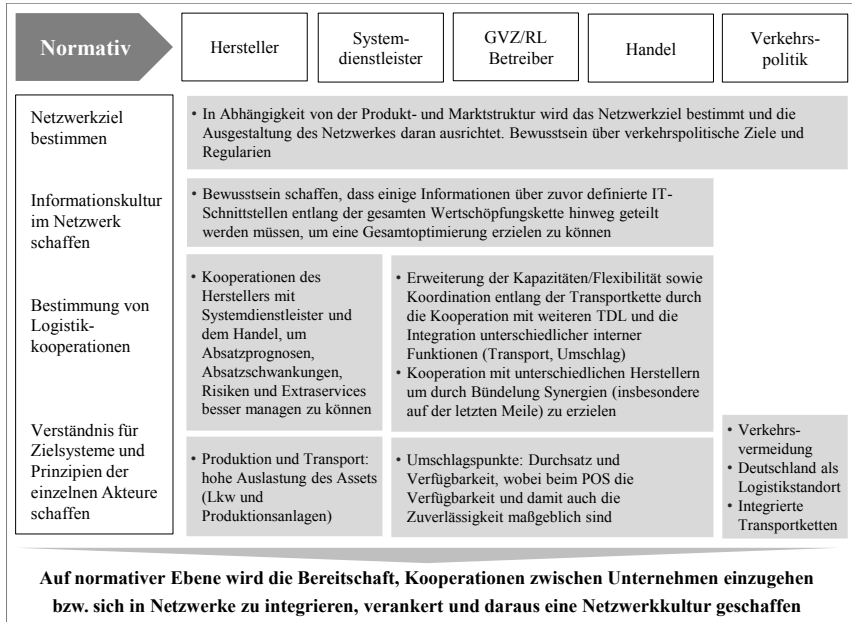 Normativ
Hersteller
System-
dienstleister
GVZ/RL
Betreiber
Handel
Verkehrs-
politik
Netzwerkziel
bestimmen
• In Abhängigkeit von der Produkt- und Marktstruktur wird das Netzwerkziel bestimmt und die
Ausgestaltung des Netzwerkes daran ausrichtet. Bewusstsein über verkehrspolitische Ziele und
Regularien
Informationskultur
im Netzwerk
schaffen
• Bewusstsein schaffen, dass einige Informationen über zuvor definierte IT-
Schnittstellen entlang der gesamten Wertschöpfungskette hinweg geteilt
werden müssen, um eine Gesamtoptimierung erzielen zu können
Bestimmung von
Logistik-
kooperationen
• Kooperationen des
Herstellers mit
Systemdienstleister und
dem Handel, um
Absatzprognosen,
Absatzschwankungen,
Risiken und Extraservices
besser managen zu können
• Erweiterung der Kapazitäten/Flexibilität sowie
Koordination entlang der Transportkette durch
die Kooperation mit weiteren TDL und die
Integration unterschiedlicher interner
Funktionen (Transport, Umschlag)
• Kooperation mit unterschiedlichen Herstellern
um durch Bündelung Synergien (insbesondere
auf der letzten Meile) zu erzielen
Verständnis für
Zielsysteme und
Prinzipien der
einzelnen Akteure
schaffen
• Produktion und Transport:
hohe Auslastung des Assets
(Lkw und
Produktionsanlagen)
• Umschlagspunkte: Durchsatz und
Verfügbarkeit, wobei beim POS die
Verfügbarkeit und damit auch die
Zuverlässigkeit maßgeblich sind
• Verkehrs-
vermeidung
• Deutschland als
Logistikstandort
• Integrierte
Transportketten
Auf normativer Ebene wird die Bereitschaft, Kooperationen zwischen Unternehmen einzugehen
bzw. sich in Netzwerke zu integrieren, verankert und daraus eine Netzwerkkultur geschaffen